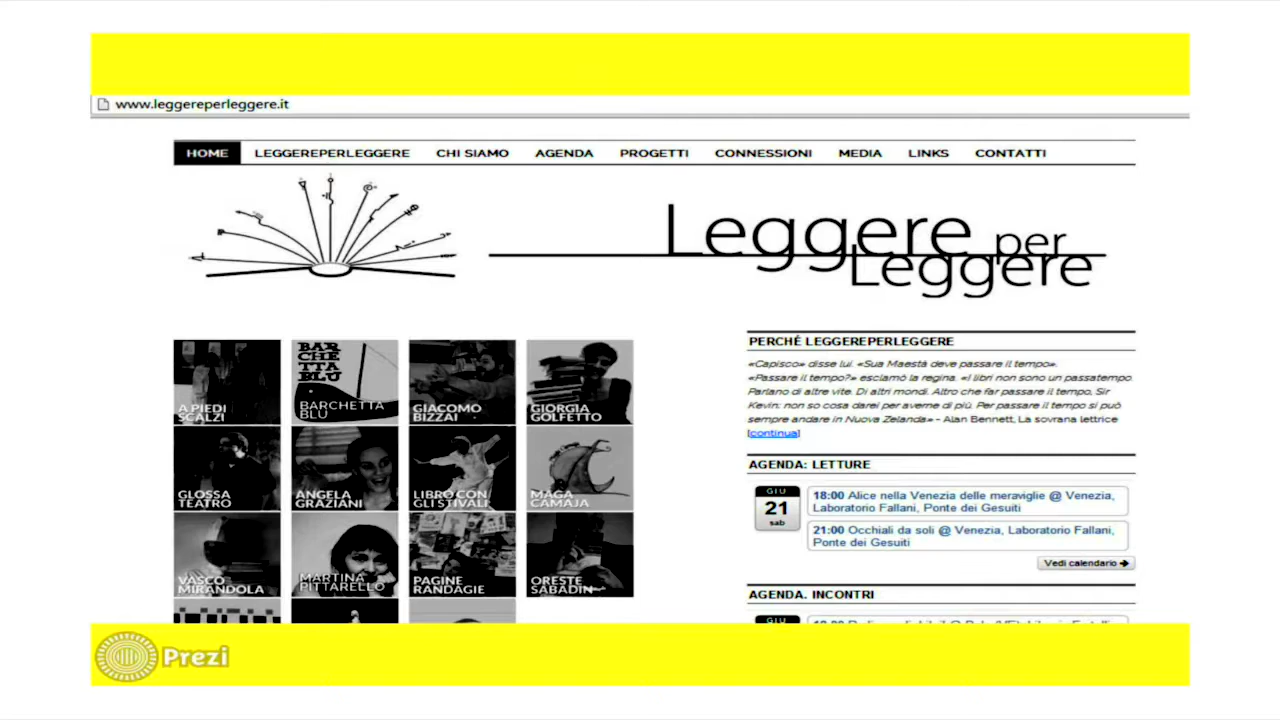 www.leggereperleggere.it
HOME LEGGEREPERLEGGERE CHI SIAMO AGENDA PROGETTI CONNESSIONI MEDIA LINKS CONTATTI
Leggere per
Leggere
A PIEDI
SCALZI
BAR
CHE
TTA
BLU
BARCHETTA
BLU
GIACOMO
BIZZAI
GIORGIA
GOLFETTO
GLOSSA
TEATRO
ANGELA
GRAZIANI
LIBRO CON
GLI STIVALI
MAGA
CAMAJA
VASCO
MIRANDOLA
MARTINA
PITTARELLO
PAGINE
RANDAGIE
ORESTE
SABADIN
PERCHÉ LEGGEREPERLEGGERE
«Capisco» disse lui. «Sua Maestà deve passare il tempo».
«Passare il tempo?» esclamò la regina. «I libri non sono un passatempo.
Parlano di altre vite. Di altri mondi. Altro che far passare il tempo, Sir
Kevin: non so cosa darei per averne di più. Per passare il tempo si può
sempre andare in Nuova Zelanda» - Alan Bennett, La sovrana lettrice
[continua]
AGENDA: LETTURE
GIU
21
sab
18:00 Alice nella Venezia delle meraviglie @ Venezia,
Laboratorio Fallani, Ponte dei Gesuiti
21:00 Occhiali da soli @ Venezia, Laboratorio Fallani,
Ponte dei Gesuiti
Vedi calendario
AGENDA. INCONTRI
GIU
Prezi